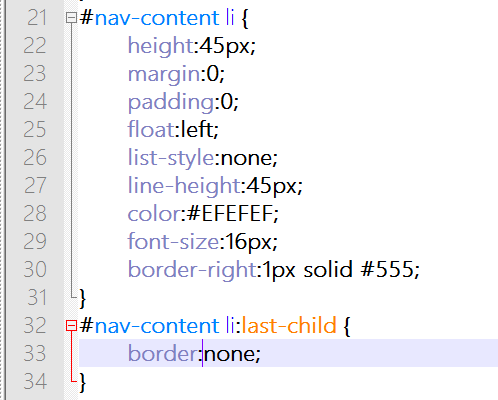 21 #nav-content li {
22 height:45px;
23 margin:0;
24 padding:0;
25 float:left;
26 list-style:none;
27 line-height:45px;
28 color:#EFEFEF;
29 font-size:16px;
30 border-right:1px solid #555;
31 }
32 #nav-content li:last-child {
33 border:none;
34 }